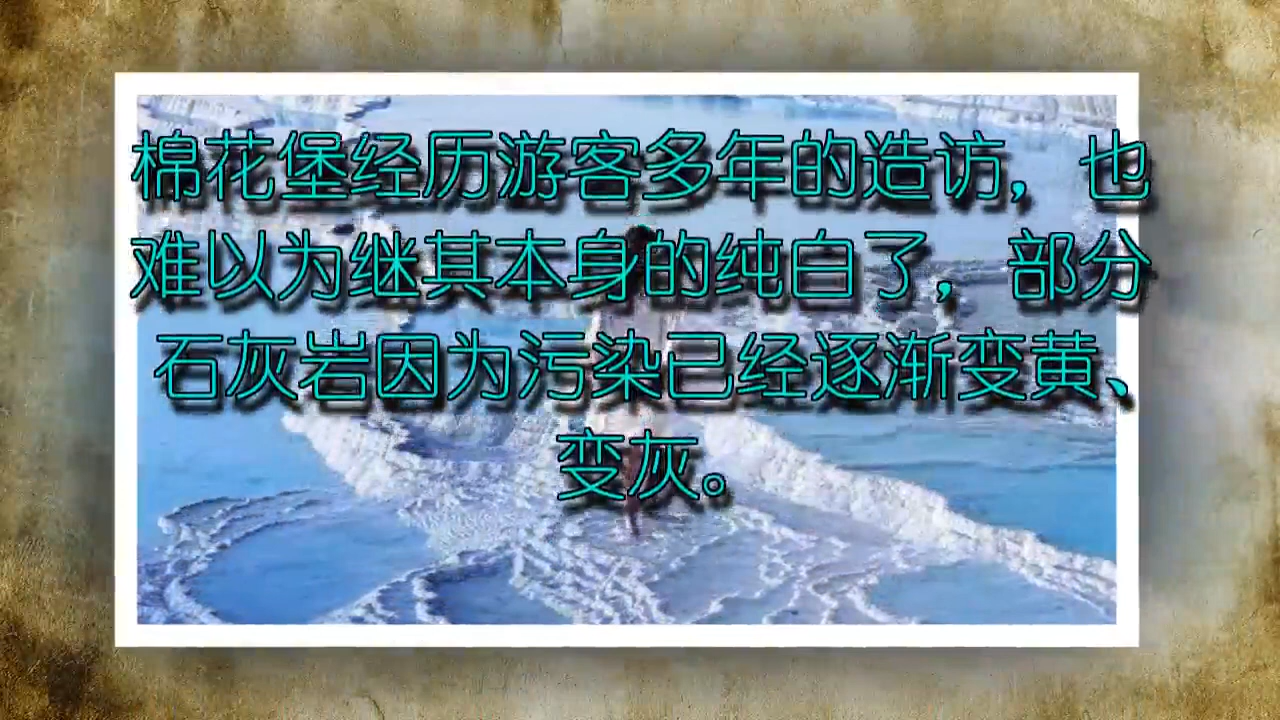 棉花堡经历游客多年的造访，也
难以为继其本身的纯白了，部分
石灰岩因为污染已经逐渐变黄、
变灰。